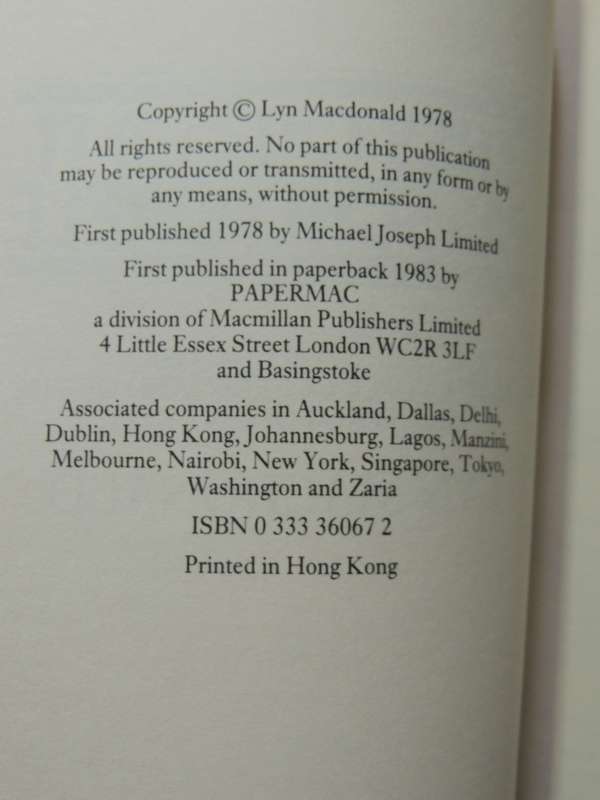 Copyright © Lyn Macdonald 1978
All rights reserved. No part of this publication
may be reproduced or transmitted, in any form or by
any means, without permission.
First published 1978 by Michael Joseph Limited
First published in paperback 1983 by
PAPERMAC
a division of Macmillan Publishers Limited
4 Little Essex Street London WC2R 3LF
and Basingstoke
Associated companies in Auckland, Dallas, Delhi,
Dublin, Hong Kong, Johannesburg, Lagos, Manzini,
Melbourne, Nairobi, New York, Singapore, Tokyo,
Washington and Zaria
ISBN 0 333 36067 2
Printed in Hong Kong